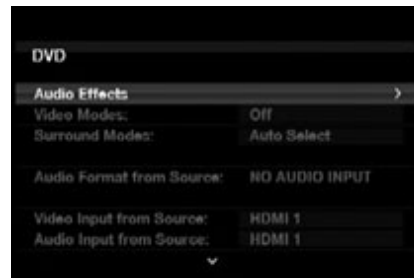 DVD
Audio Effects >
Video Modes: Off
Surround Modes: Auto Select
Audio Format from Source: NO AUDIO INPUT
Video Input from Source: HDMI 1
Audio Input from Source: HDMI 1